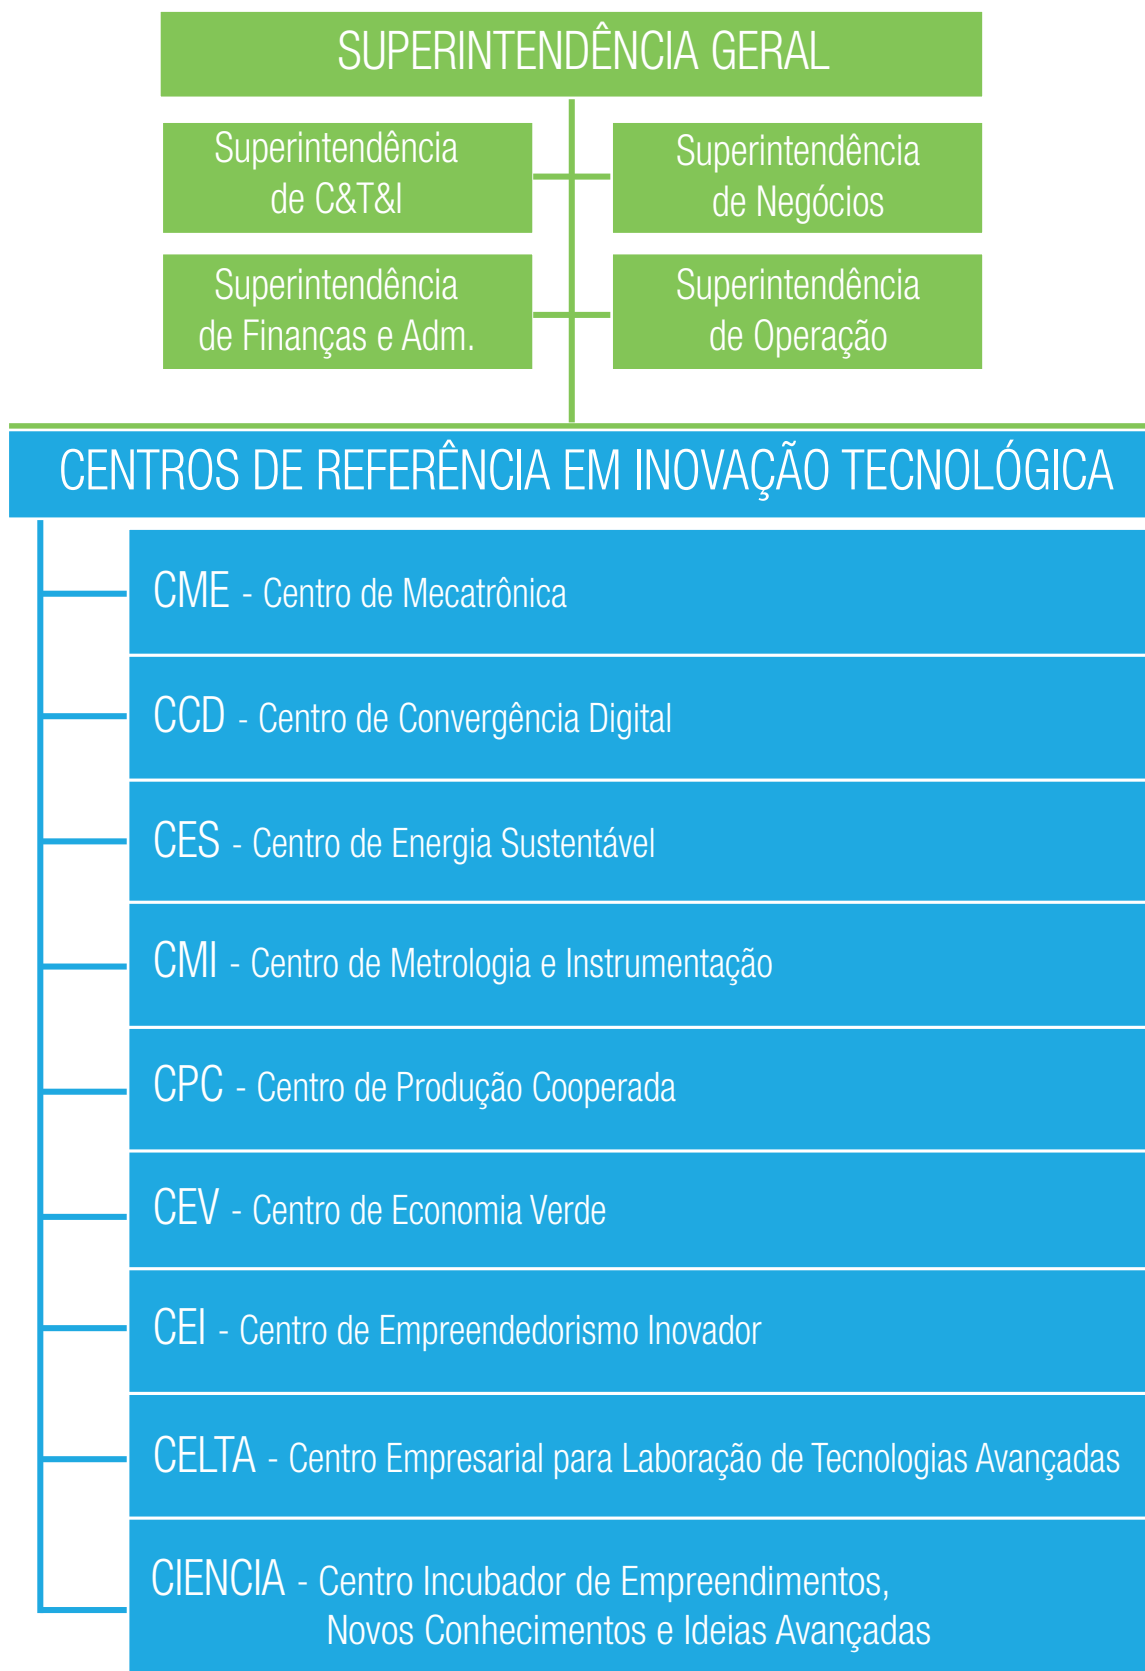 SUPERINTENDÊNCIA GERAL
Superintendência
de C&T&I
Superintendência
de Negócios
Superintendência
de Finanças e Adm.
Superintendência
de Operação
CENTROS DE REFERÊNCIA EM INOVAÇÃO TECNOLÓGICA
CME - Centro de Mecatrônica
CCD - Centro de Convergência Digital
CES - Centro de Energia Sustentável
CMI - Centro de Metrologia e Instrumentação
CPC - Centro de Produção Cooperada
CEV - Centro de Economia Verde
CEI - Centro de Empreendedorismo Inovador
CELTA - Centro Empresarial para Laboração de Tecnologias Avançadas
CIENCIA - Centro Incubador de Empreendimentos,
Novos Conhecimentos e Ideias Avançadas